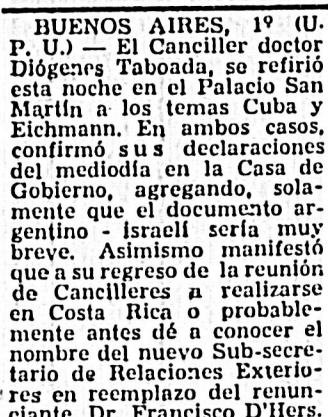 BUENOS AIRES, 1º (U.
P. U.) — El Canciller doctor
Diógenes Taboada, se refirió
esta noche en el Palacio San
Martín a los temas Cuba y
Eichmann. En ambos casos,
confirmó sus declaraciones
del mediodía en la Casa de
Gobierno, agregando, sola-
mente que el documento ar-
gentino - israelí sería muy
breve. Asimismo manifestó
que a su regreso de la reunión
de Cancilleres a realizarse
en Costa Rica o probable-
mente antes dé a conocer el
nombre del nuevo Sub-secre-
tario de Relaciones Exterio-
res en reemplazo del renun-
ciante Dr. Francisco D'Hers.